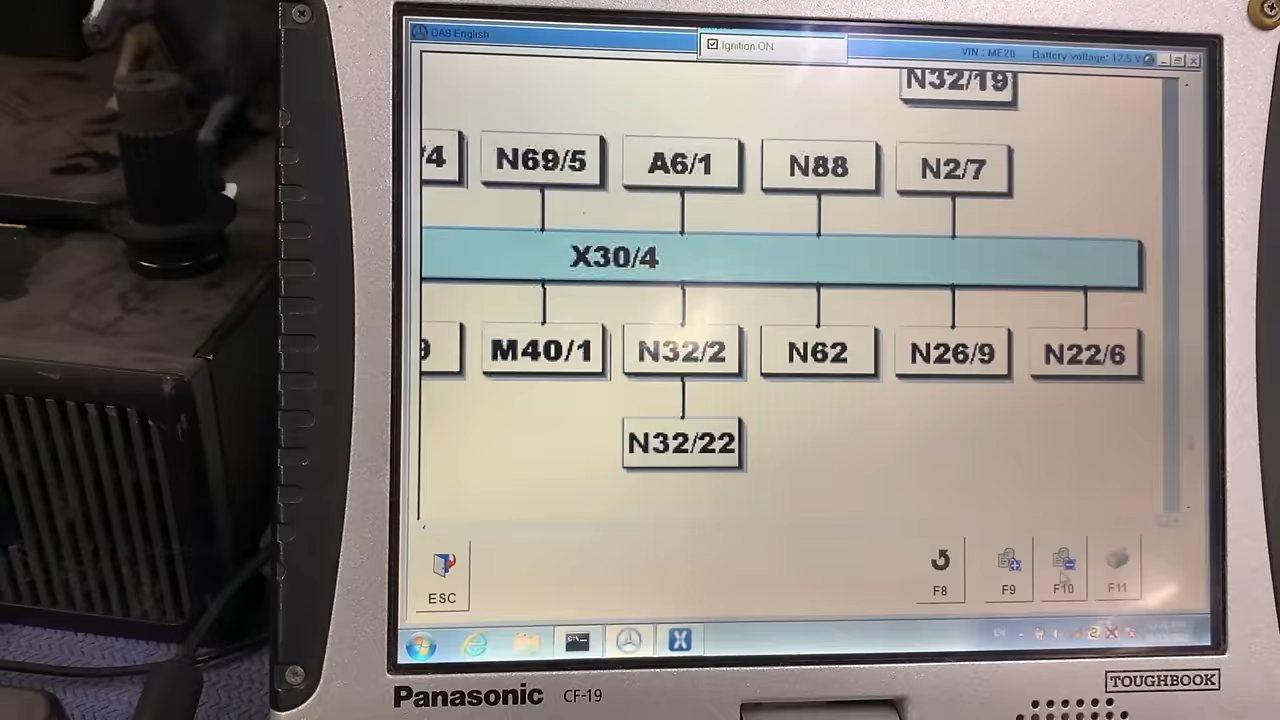 DAS English
Ignition ON
VIN : ME20 Battery voltage: 12.5 V
N32/19
/4 N69/5 A6/1 N88 N2/7
X30/4
9 M40/1 N32/2 N62 N26/9 N22/6
N32/22
ESC F8 F9 F10 F11
Panasonic CF-19
TOUGHBOOK